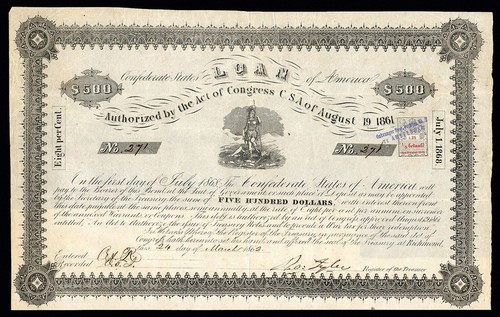 Confederate States LOAN of America
$500 $500
Authorized by the Act of Congress C.S.A. of August 19 1861
Eight per Cent.
July 1, 1868.
No. 271 No. 271
On the first day of July 1868 The Confederate States of America will
pay to the Bearer of this Bond at the Seat of Government or such place of Deposit as may be appointed
by the Secretary of the Treasury the sum of FIVE HUNDRED DOLLARS, with interest thereon from
this date at the same place at the rate of Eight per Cent per annum on surrender
of the annexed Warrants or Coupons. This debt is authorized by an Act of Congress approved August
entitled, An Act to Authorize the Issue of Treasury Notes and to provide a War tax for their redemption
In Witness Whereof the Register of the Treasury in pursuance of the said Act of
Congress hath hereunto set his hand and affixed the seal of the Treasury at Richmond,
24 day of March 1862.
Entered
Recorded
Register of the Treasury